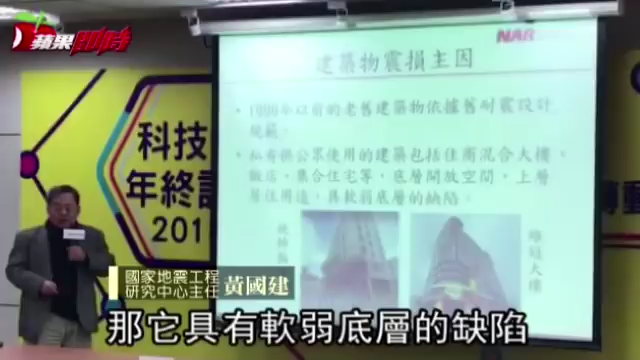 蘋果即時
NAR
建築物震損主因
年以前的老舊建築物依據舊耐震設計
規範。
私有供公眾使用的建築包括住商混合大樓、
飯店、集合住宅等,底層開放空間,上層
居住用途,具軟弱底層的缺陷。
科技
年終
201
大樓
國家地震工程
研究中心主任
黃國建
那它具有軟弱底層的缺陷